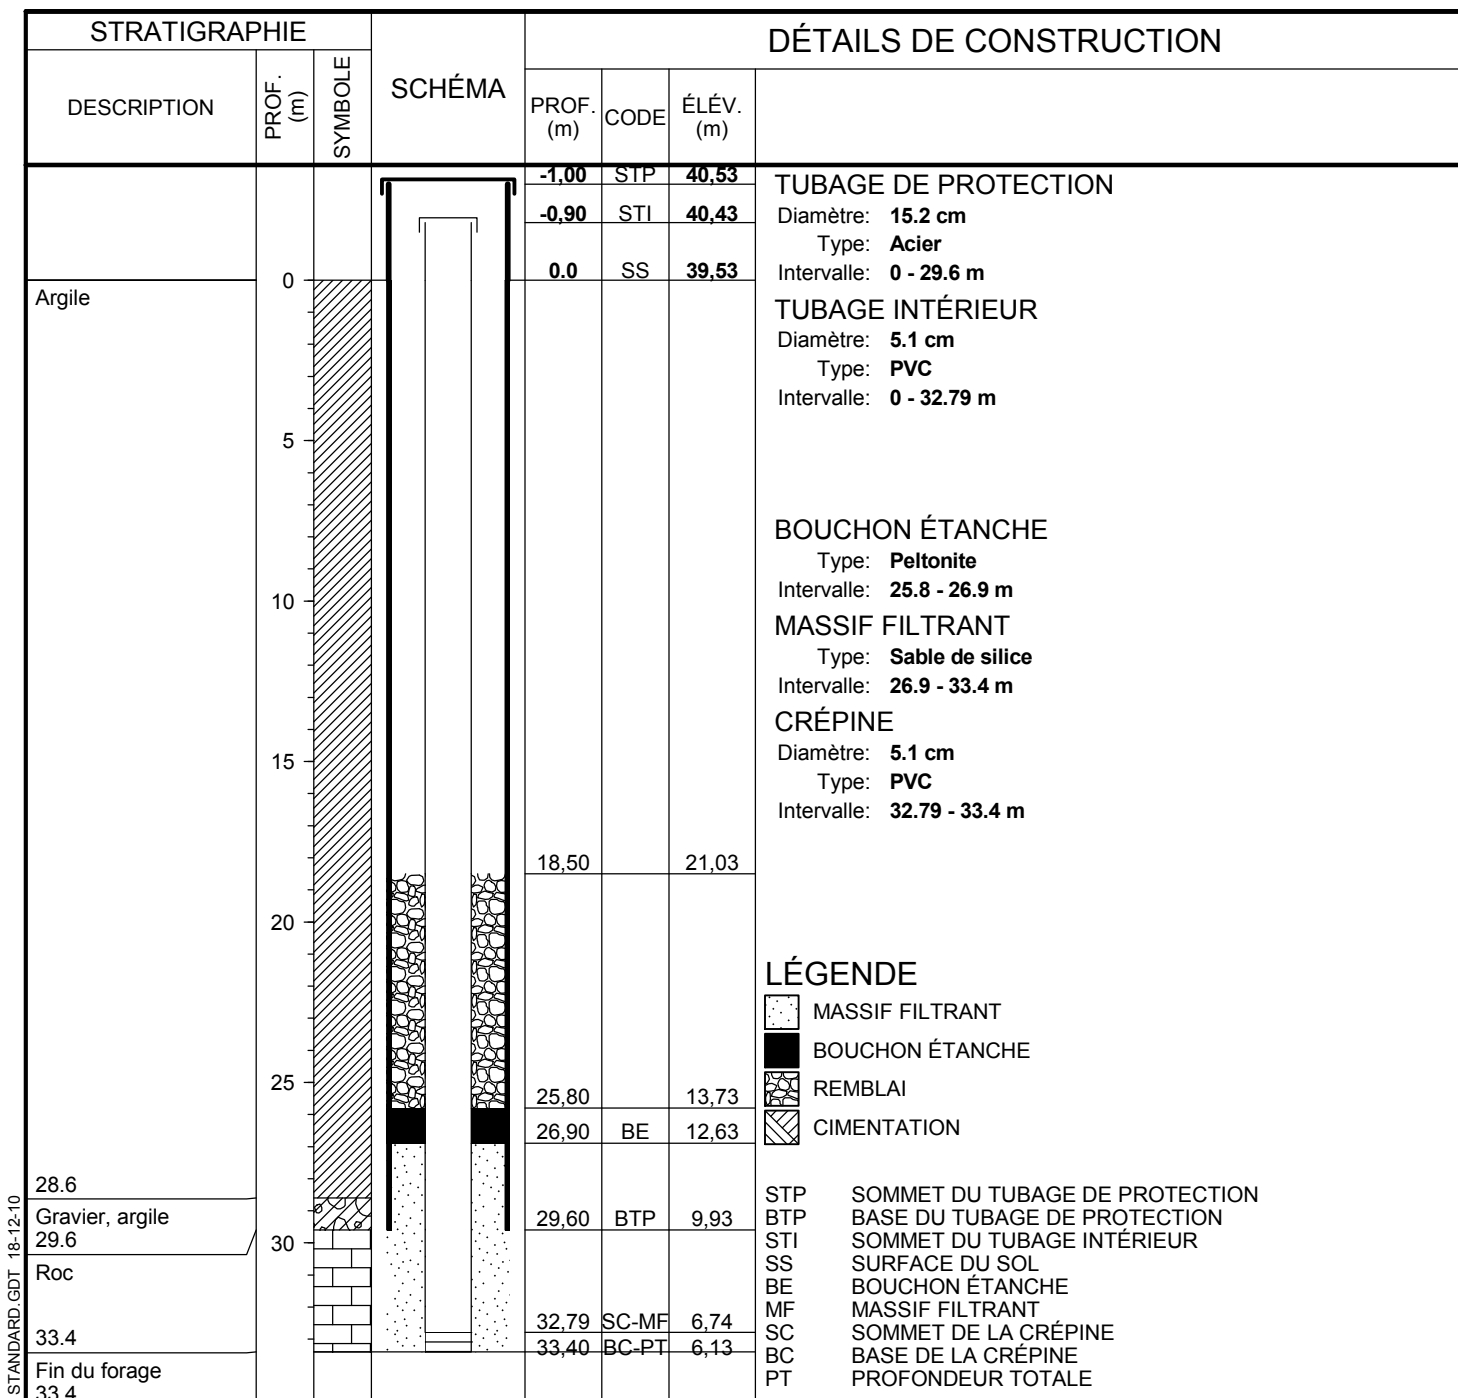 STRATIGRAPHIE
DESCRIPTION
PROF. (m)
SYMBOLE
SCHÉMA
DÉTAILS DE CONSTRUCTION
PROF. (m)
CODE
ÉLÉV. (m)
-1,00 STP 40,53
-0,90 STI 40,43
0.0 SS 39,53
18,50 21,03
25,80 13,73
26,90 BE 12,63
29,60 BTP 9,93
32,79 SC-MF 6,74
33,40 BC-PT 6,13
Argile
28.6
Gravier, argile
29.6
Roc
33.4
Fin du forage
33.4
0
5
10
15
20
25
30
TUBAGE DE PROTECTION
Diamètre: 15.2 cm
Type: Acier
Intervalle: 0 - 29.6 m
TUBAGE INTÉRIEUR
Diamètre: 5.1 cm
Type: PVC
Intervalle: 0 - 32.79 m
BOUCHON ÉTANCHE
Type: Peltonite
Intervalle: 25.8 - 26.9 m
MASSIF FILTRANT
Type: Sable de silice
Intervalle: 26.9 - 33.4 m
CRÉPINE
Diamètre: 5.1 cm
Type: PVC
Intervalle: 32.79 - 33.4 m
LÉGENDE
MASSIF FILTRANT
BOUCHON ÉTANCHE
REMBLAI
CIMENTATION
STP SOMMET DU TUBAGE DE PROTECTION
BTP BASE DU TUBAGE DE PROTECTION
STI SOMMET DU TUBAGE INTÉRIEUR
SS SURFACE DU SOL
BE BOUCHON ÉTANCHE
MF MASSIF FILTRANT
SC SOMMET DE LA CRÉPINE
BC BASE DE LA CRÉPINE
PT PROFONDEUR TOTALE
STANDARD.GDT 18-12-10